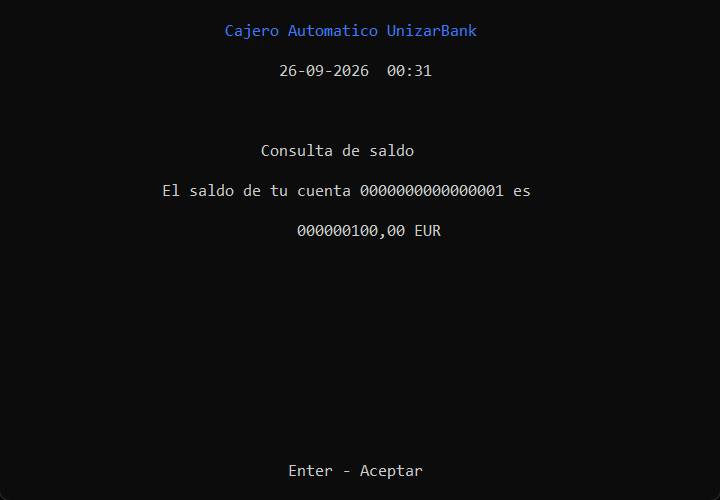 Cajero Automatico UnizarBank
26-09-2026  00:31
Consulta de saldo
El saldo de tu cuenta 0000000000000001 es
000000100,00 EUR
Enter - Aceptar